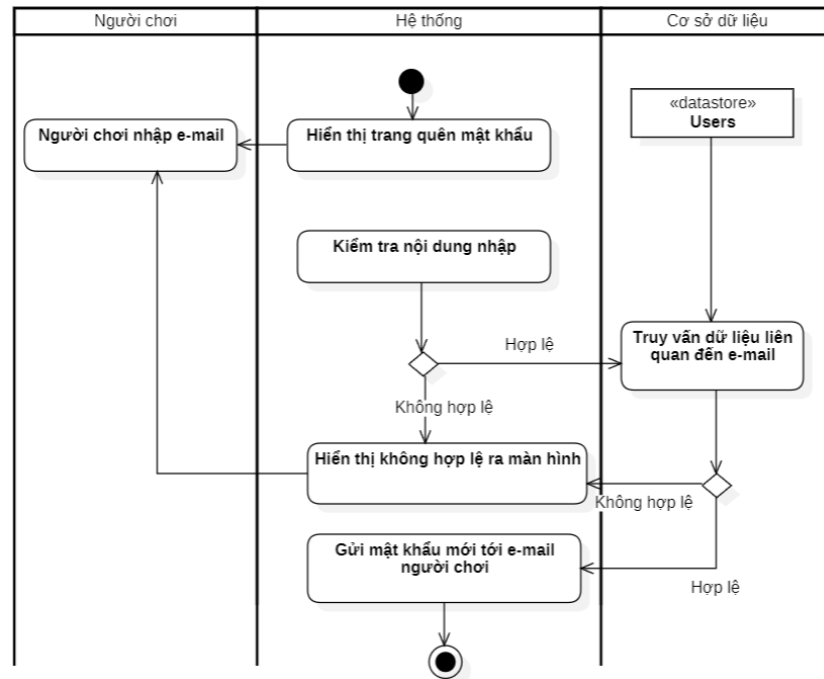 Người chơi
Hệ thống
Cơ sở dữ liệu
«datastore»
Users
Người chơi nhập e-mail
Hiển thị trang quên mật khẩu
Kiểm tra nội dung nhập
Hợp lệ
Truy vấn dữ liệu liên
quan đến e-mail
Không hợp lệ
Hiển thị không hợp lệ ra màn hình
Không hợp lệ
Gửi mật khẩu mới tới e-mail
người chơi
Hợp lệ